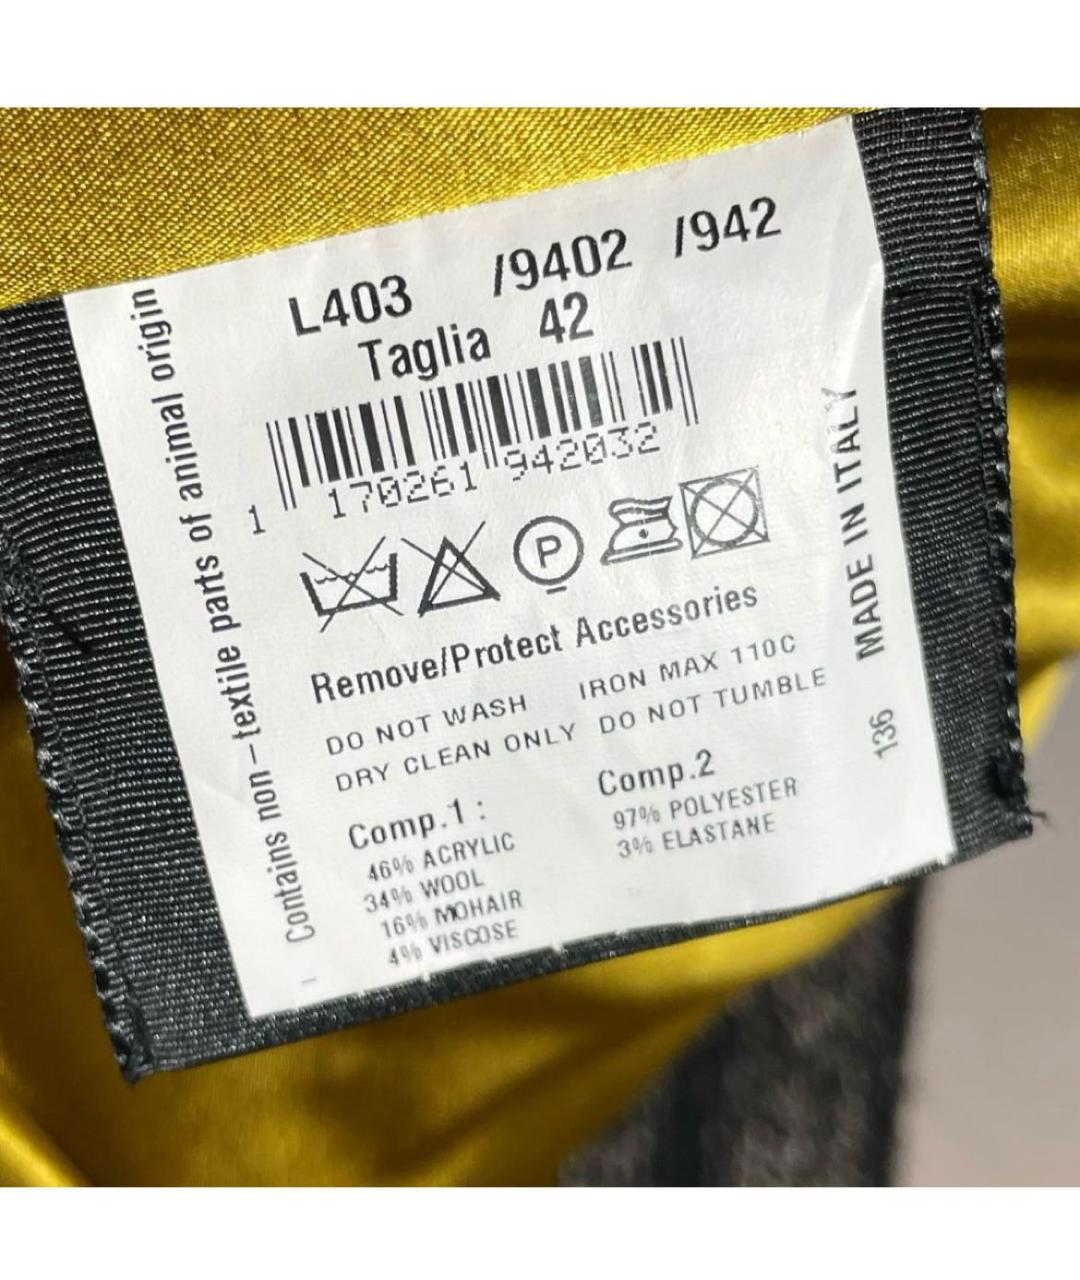 L403 /9402 /942
Taglia 42
1 170261 942032
P
Remove/Protect Accessories
DO NOT WASH IRON MAX 110C
DRY CLEAN ONLY DO NOT TUMBLE
Comp.1 :
46% ACRYLIC
34% WOOL
16% MOHAIR
4% VISCOSE
Comp.2
97% POLYESTER
3% ELASTANE
Contains non-textile parts of animal origin
136 MADE IN ITALY